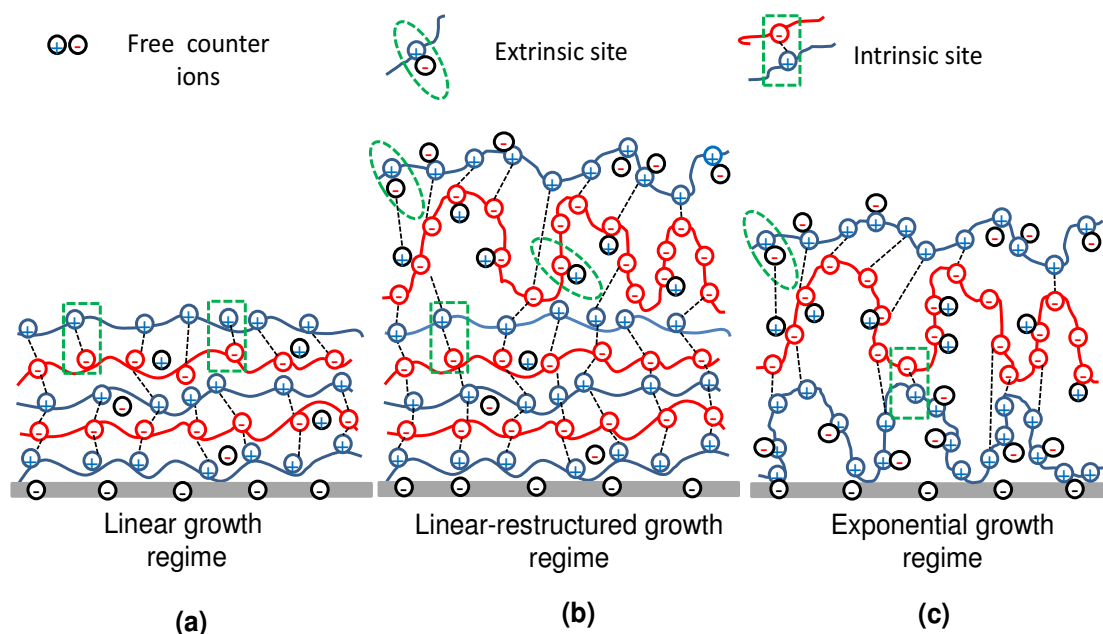 Free counter
ions
Extrinsic site
Intrinsic site
Linear growth
regime
Linear-restructured growth
regime
Exponential growth
regime
(a)
(b)
(c)